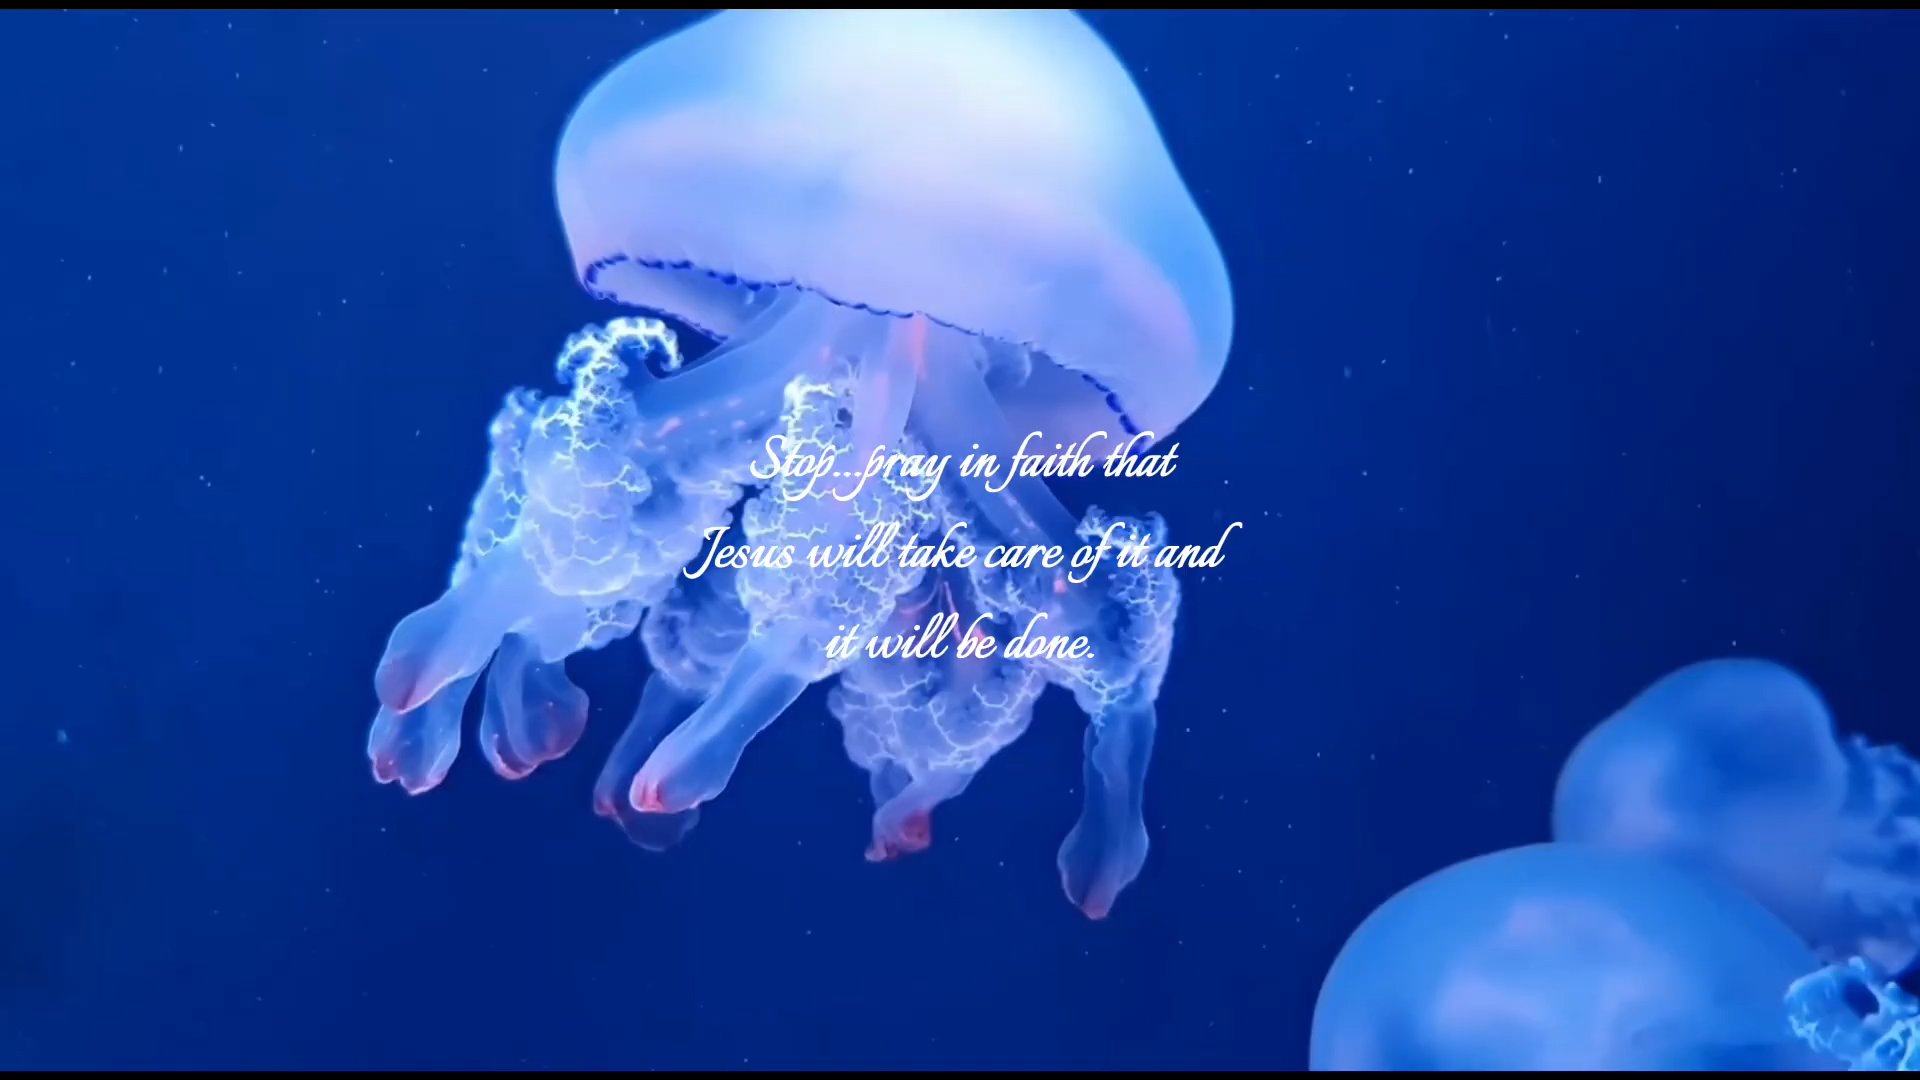 Stop...pray in faith that
Jesus will take care of it and
it will be done.